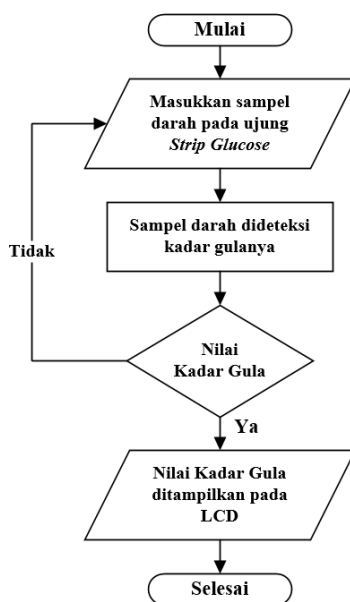 Mulai
Masukkan sampel
darah pada ujung
Strip Glucose
Sampel darah dideteksi
kadar gulanya
Tidak
Nilai
Kadar Gula
Ya
Nilai Kadar Gula
ditampilkan pada
LCD
Selesai